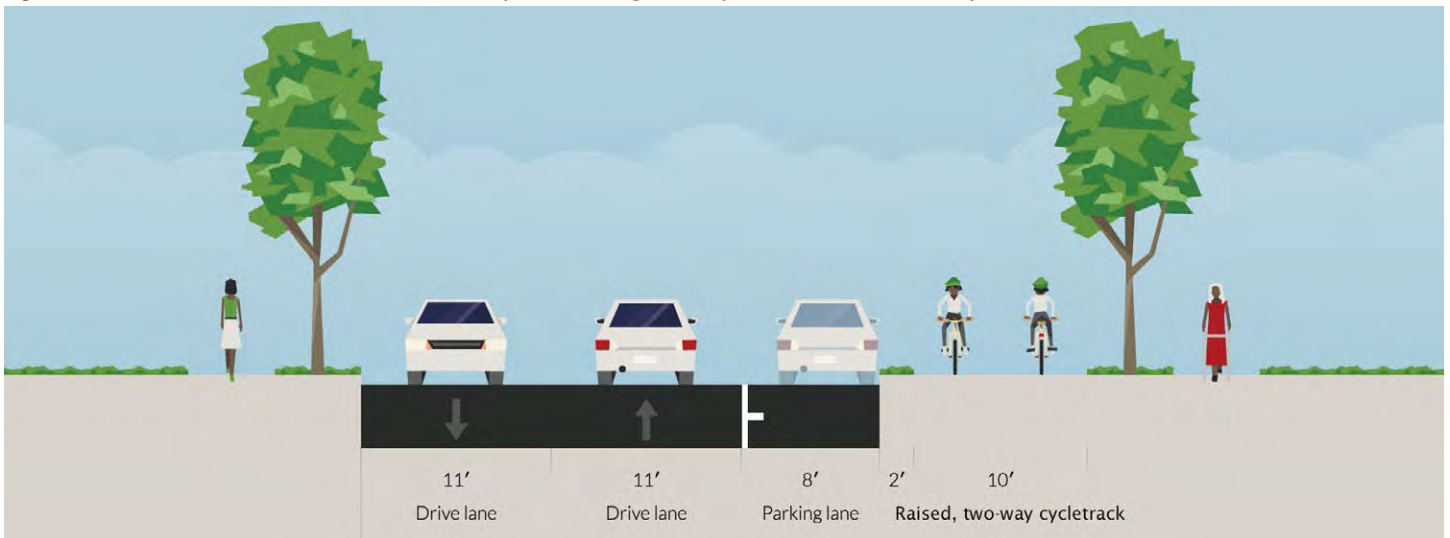 11′ 11′ 8′ 2′ 10′
Drive lane Drive lane Parking lane Raised, two-way cycletrack